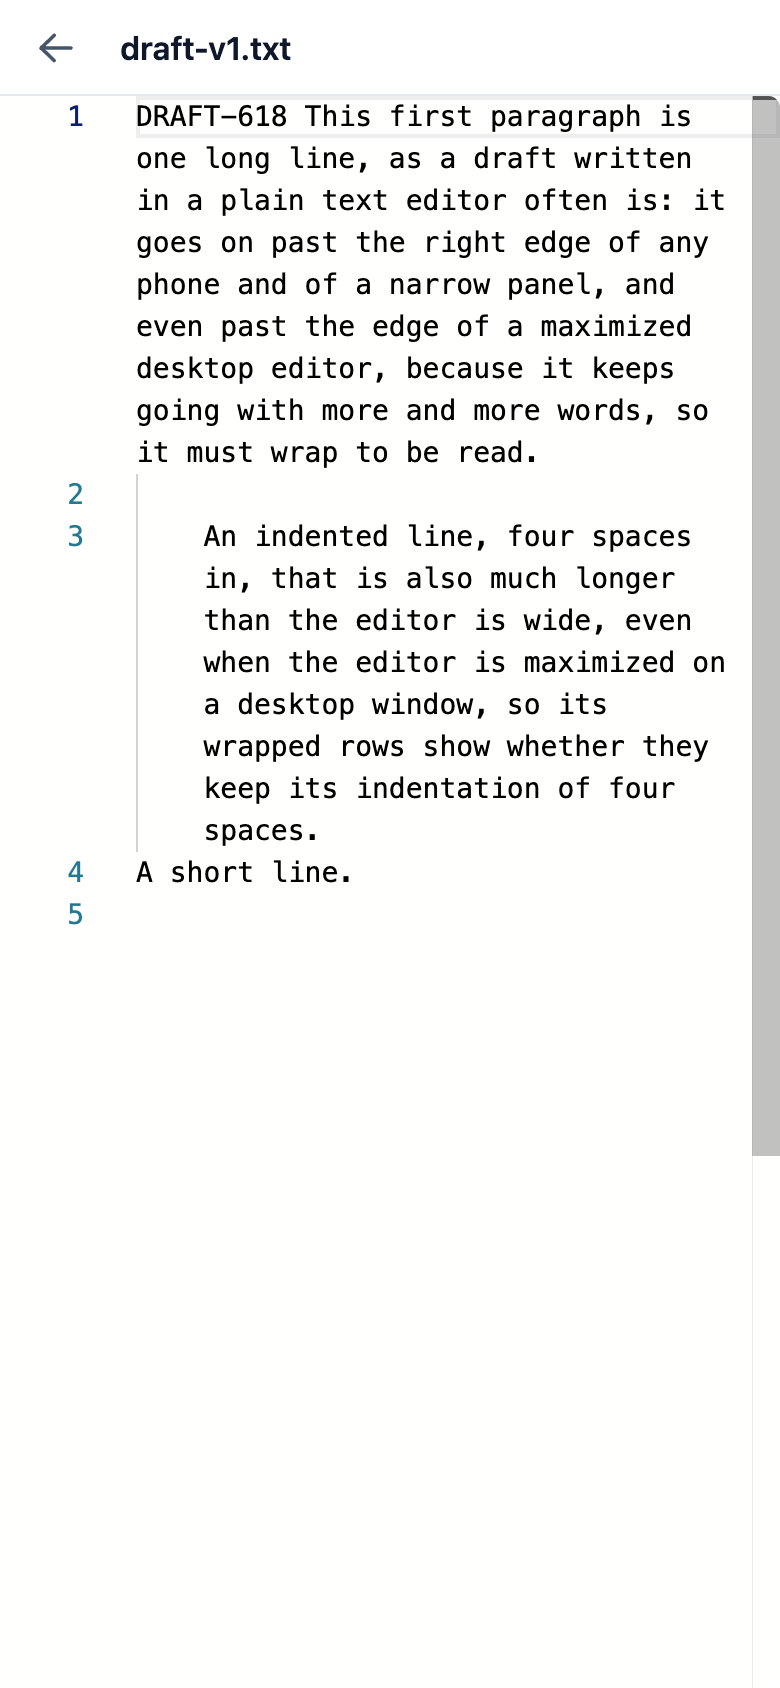 draft-v1.txt
1 DRAFT-618 This first paragraph is
one long line, as a draft written
in a plain text editor often is: it
goes on past the right edge of any
phone and of a narrow panel, and
even past the edge of a maximized
desktop editor, because it keeps
going with more and more words, so
it must wrap to be read.
2
3     An indented line, four spaces
    in, that is also much longer
    than the editor is wide, even
    when the editor is maximized on
    a desktop window, so its
    wrapped rows show whether they
    keep its indentation of four
    spaces.
4 A short line.
5